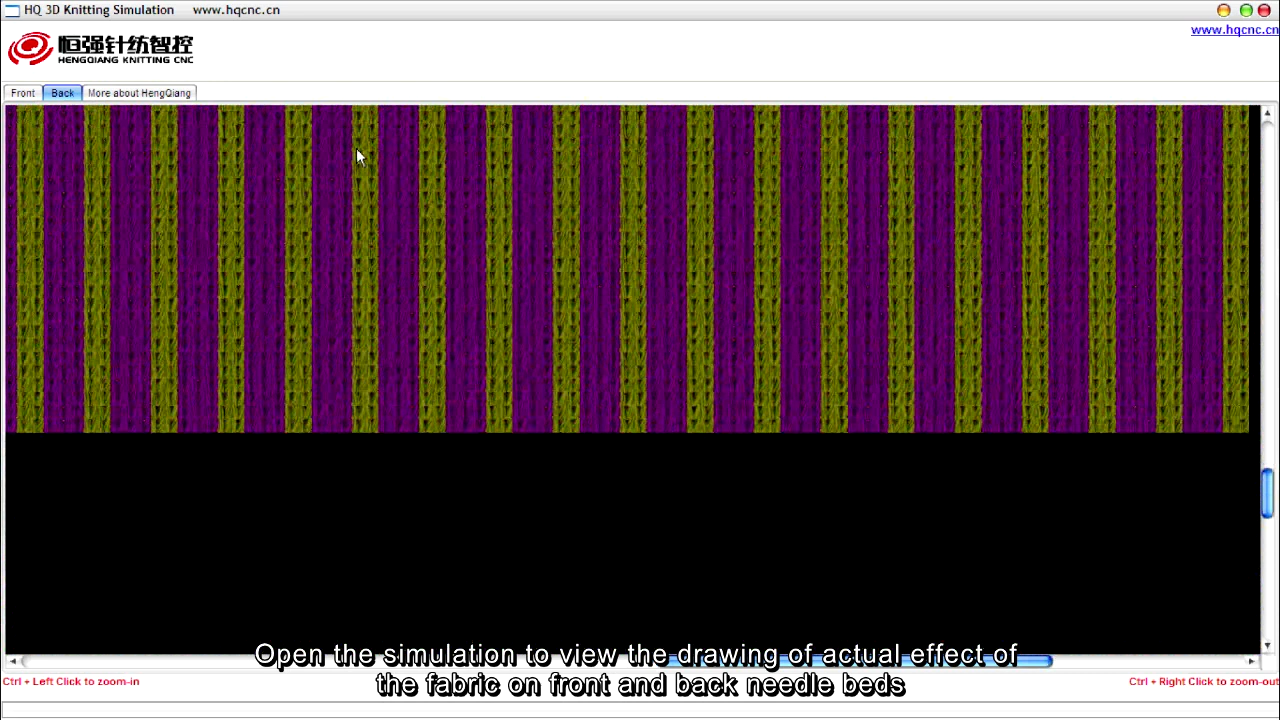 HQ 3D Knitting Simulation www.hqcnc.cn
www.hqcnc.cn
恒强针纺智控
HENGQIANG KNITTING CNC
Front Back More about HengQiang
Open the simulation to view the drawing of actual effect of
the fabric on front and back needle beds
Ctrl + Left Click to zoom-in
Ctrl + Right Click to zoom-out